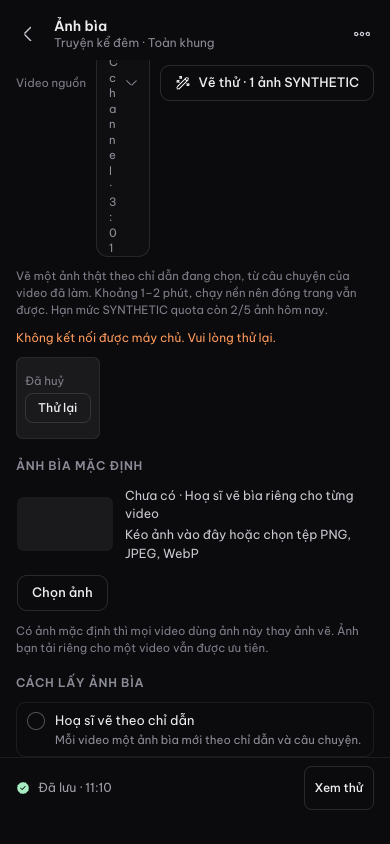 Ảnh bìa
Truyện kể đêm · Toàn khung
Video nguồn
C
c
h
a
n
n
e
l
·
3
:
0
1
Vẽ thử · 1 ảnh SYNTHETIC
Vẽ một ảnh thật theo chỉ dẫn đang chọn, từ câu chuyện của
video đã làm. Khoảng 1–2 phút, chạy nền nên đóng trang vẫn
được. Hạn mức SYNTHETIC quota còn 2/5 ảnh hôm nay.
Không kết nối được máy chủ. Vui lòng thử lại.
Đã huỷ
Thử lại
ẢNH BÌA MẶC ĐỊNH
Chưa có · Hoạ sĩ vẽ bìa riêng cho từng
video
Kéo ảnh vào đây hoặc chọn tệp PNG,
JPEG, WebP
Chọn ảnh
Có ảnh mặc định thì mọi video dùng ảnh này thay ảnh vẽ. Ảnh
bạn tải riêng cho một video vẫn được ưu tiên.
CÁCH LẤY ẢNH BÌA
Hoạ sĩ vẽ theo chỉ dẫn
Mỗi video một ảnh bìa mới theo chỉ dẫn và câu chuyện.
Đã lưu · 11:10
Xem thử